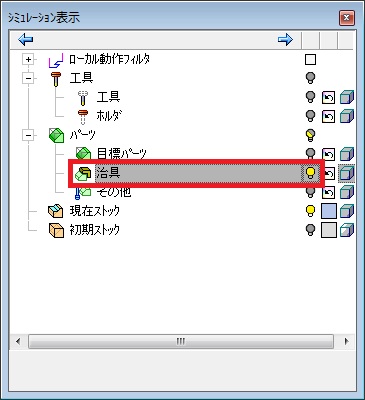 ｼﾐｭﾚｰｼｮﾝ表示
ﾛｰｶﾙ動作ﾌｨﾙﾀ
工具
工具
ﾎﾙﾀﾞ
ﾊﾟｰﾂ
目標ﾊﾟｰﾂ
治具
その他
現在ｽﾄｯｸ
初期ｽﾄｯｸ